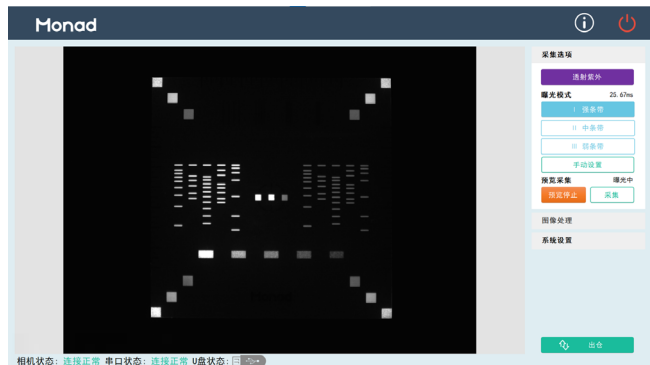 Monad
采集选项
透射紫外
曝光模式 25.67ms
I 强条带
II 中条带
III 弱条带
手动设置
预览采集 曝光中
预览停止 采集
图像处理
系统设置
出仓
相机状态: 连接正常 串口状态: 连接正常 U盘状态: